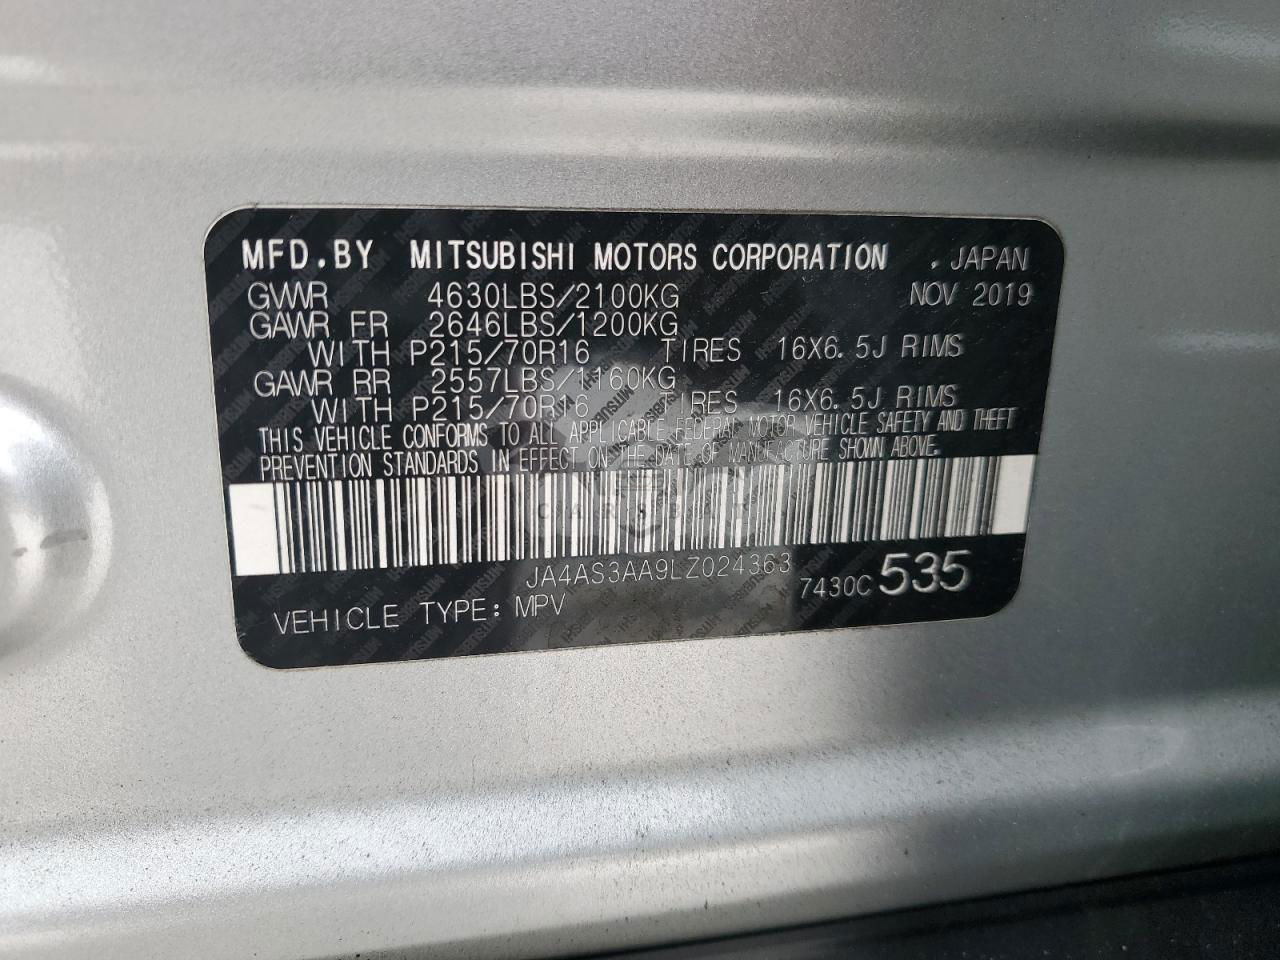 MFD.BY MITSUBISHI MOTORS CORPORATION . JAPAN
GVWR 4630LBS/2100KG NOV 2019
GAWR FR 2646LBS/1200KG
WITH P215/70R16 TIRES 16X6.5J RIMS
GAWR RR 2557LBS/1160KG
WITH P215/70R16 TIRES 16X6.5J RIMS
THIS VEHICLE CONFORMS TO ALL APPLICABLE FEDERAL MOTOR VEHICLE SAFETY AND THEFT
PREVENTION STANDARDS IN EFFECT ON THE DATE OF MANUFACTURE SHOWN ABOVE.
JA4AS3AA9LZ024363
7430C 535
VEHICLE TYPE: MPV